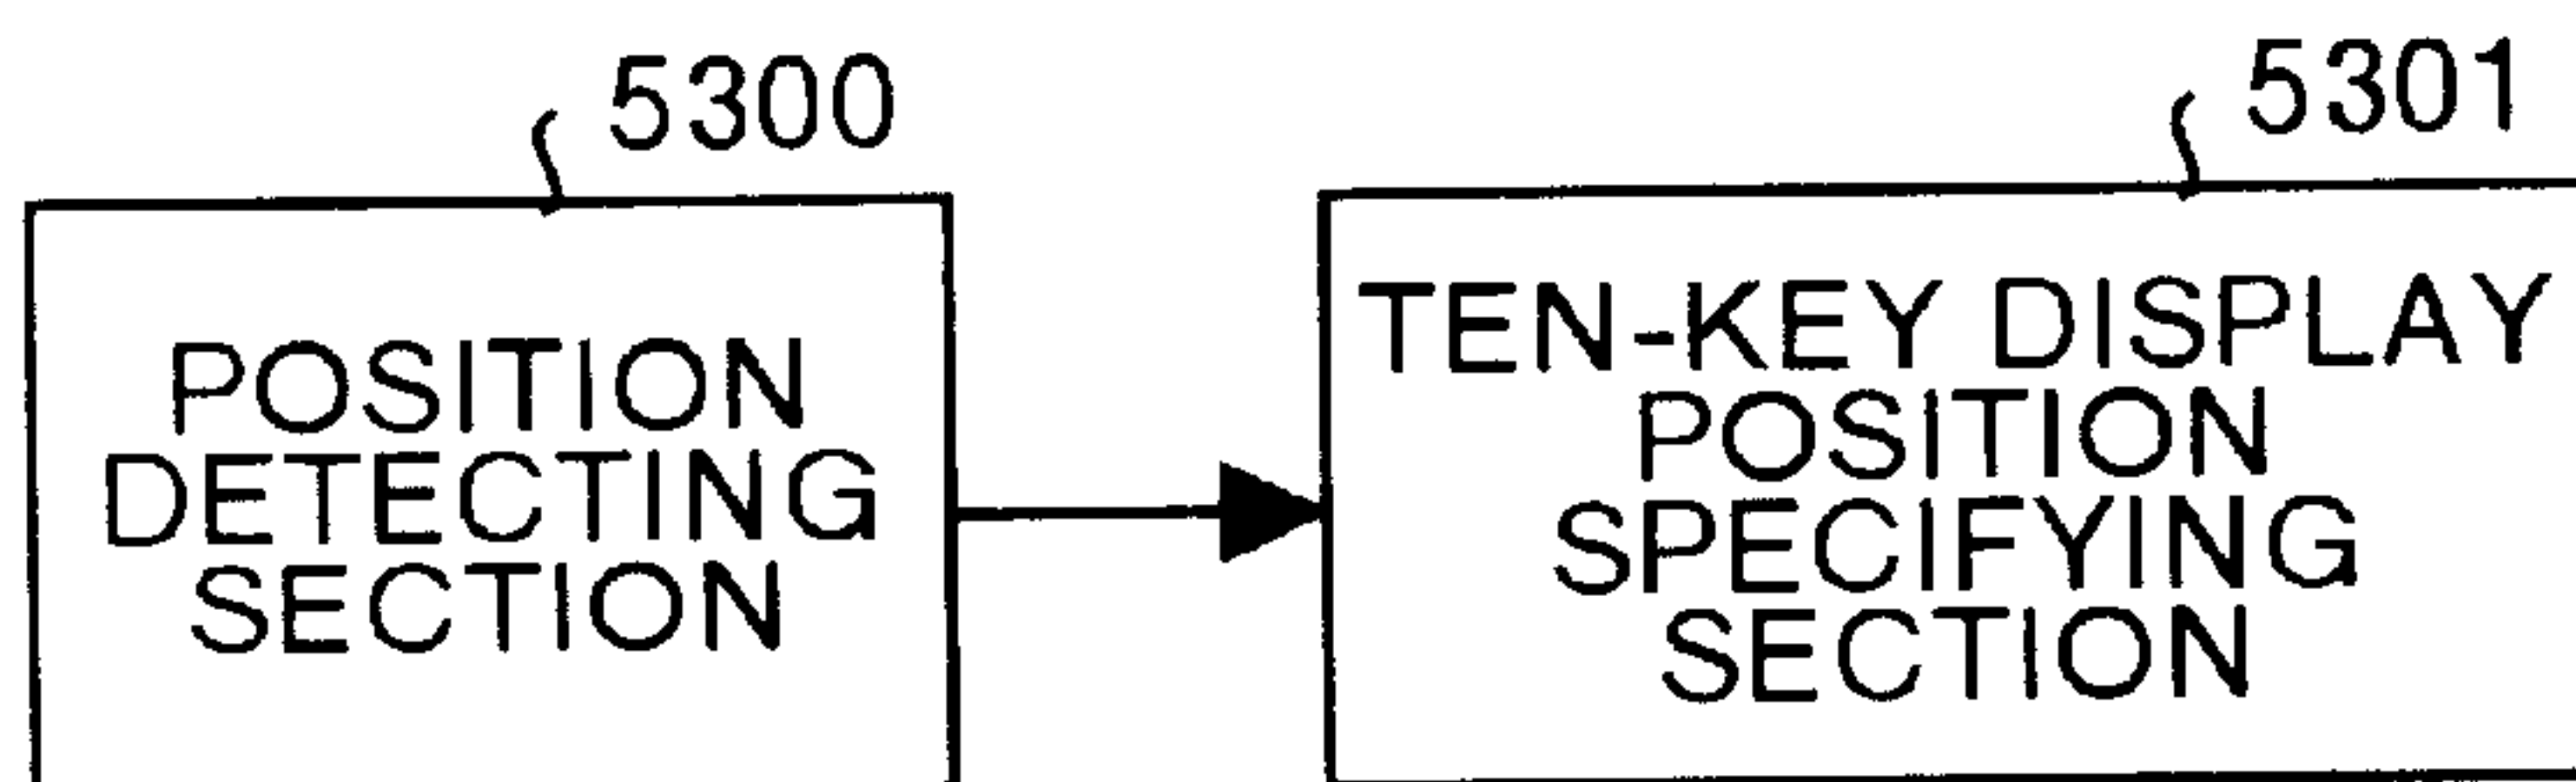 5300
5301
POSITION
DETECTING
SECTION
TEN-KEY DISPLAY
POSITION
SPECIFYING
SECTION